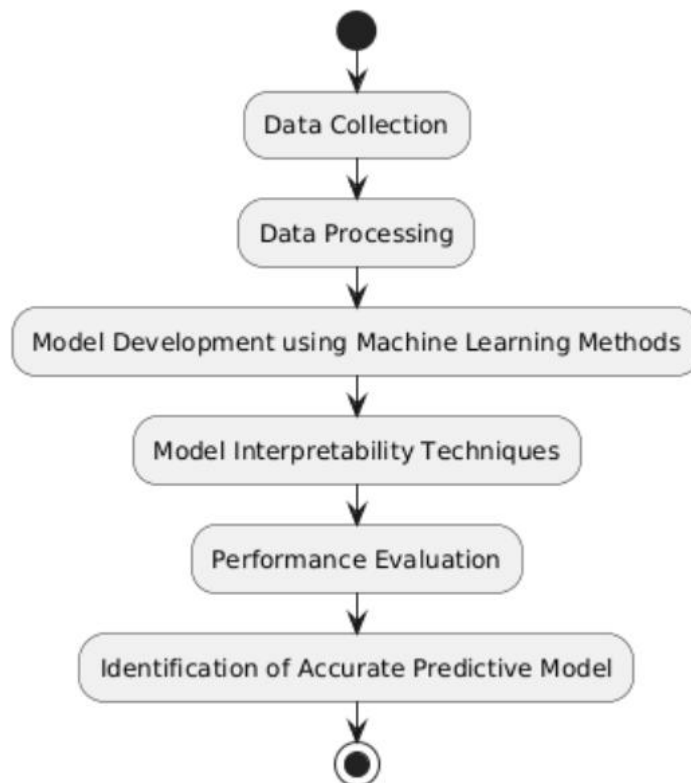 Data Collection
Data Processing
Model Development using Machine Learning Methods
Model Interpretability Techniques
Performance Evaluation
Identification of Accurate Predictive Model